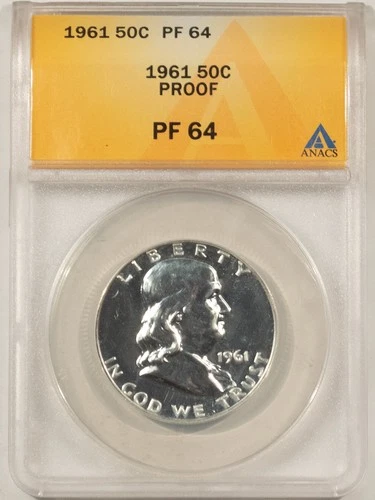 1961 50C PF 64
1961 50C
PROOF
PF 64
ANACS
LIBERTY
1961
IN GOD WE TRUST